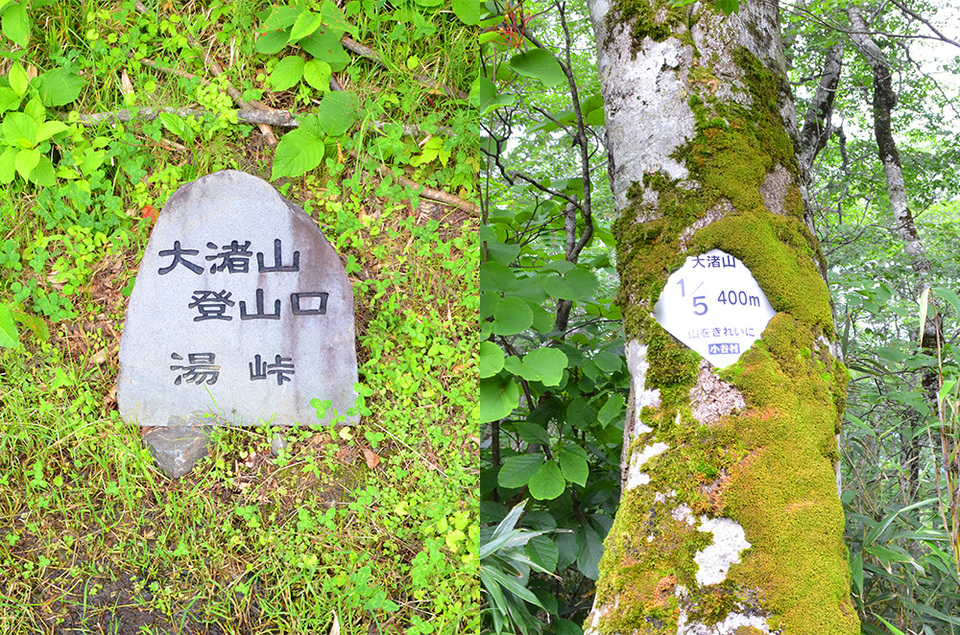 大渚山
登山口
湯峠
大渚山
1/5 400m
山をきれいに
小谷村